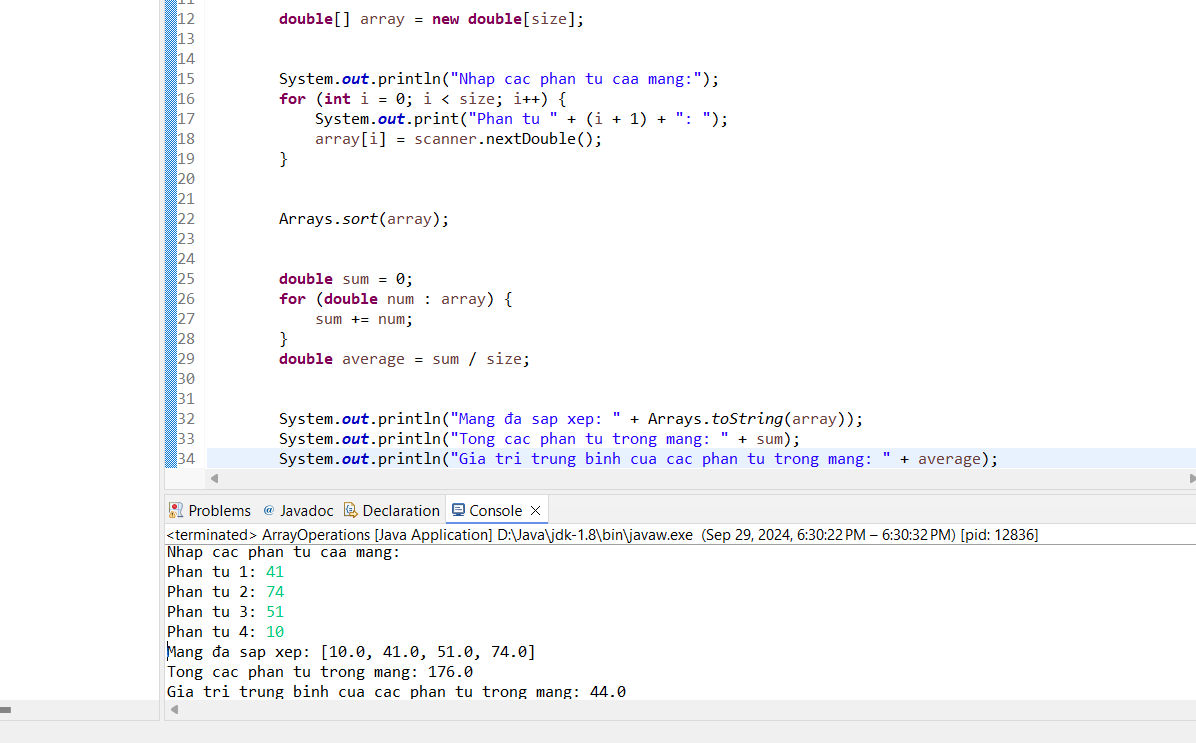 12 double[] array = new double[size];
13
14
15 System.out.println("Nhap cac phan tu caa mang:");
16 for (int i = 0; i < size; i++) {
17 System.out.print("Phan tu " + (i + 1) + ": ");
18 array[i] = scanner.nextDouble();
19 }
20
21
22 Arrays.sort(array);
23
24
25 double sum = 0;
26 for (double num : array) {
27 sum += num;
28 }
29 double average = sum / size;
30
31
32 System.out.println("Mang đa sap xep: " + Arrays.toString(array));
33 System.out.println("Tong cac phan tu trong mang: " + sum);
34 System.out.println("Gia tri trung binh cua cac phan tu trong mang: " + average);
Problems @ Javadoc Declaration Console
<terminated> ArrayOperations [Java Application] D:\Java\jdk-1.8\bin\javaw.exe (Sep 29, 2024, 6:30:22 PM – 6:30:32 PM) [pid: 12836]
Nhap cac phan tu caa mang:
Phan tu 1: 41
Phan tu 2: 74
Phan tu 3: 51
Phan tu 4: 10
Mang đa sap xep: [10.0, 41.0, 51.0, 74.0]
Tong cac phan tu trong mang: 176.0
Gia tri trung binh cua cac phan tu trong mang: 44.0